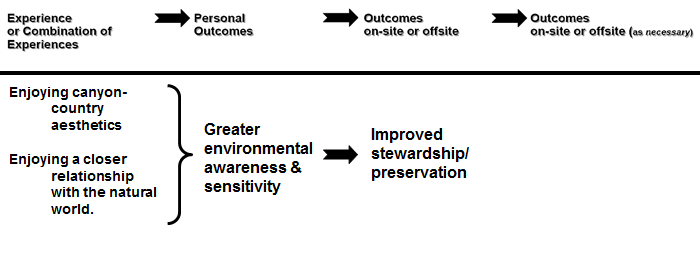 Experience
or Combination of
Experiences
Personal
Outcomes
Outcomes
on-site or offsite
Outcomes
on-site or offsite (as necessary)
Enjoying canyon-
country
aesthetics
Enjoying a closer
relationship
with the natural
world.
Greater
environmental
awareness &
sensitivity
Improved
stewardship/
preservation